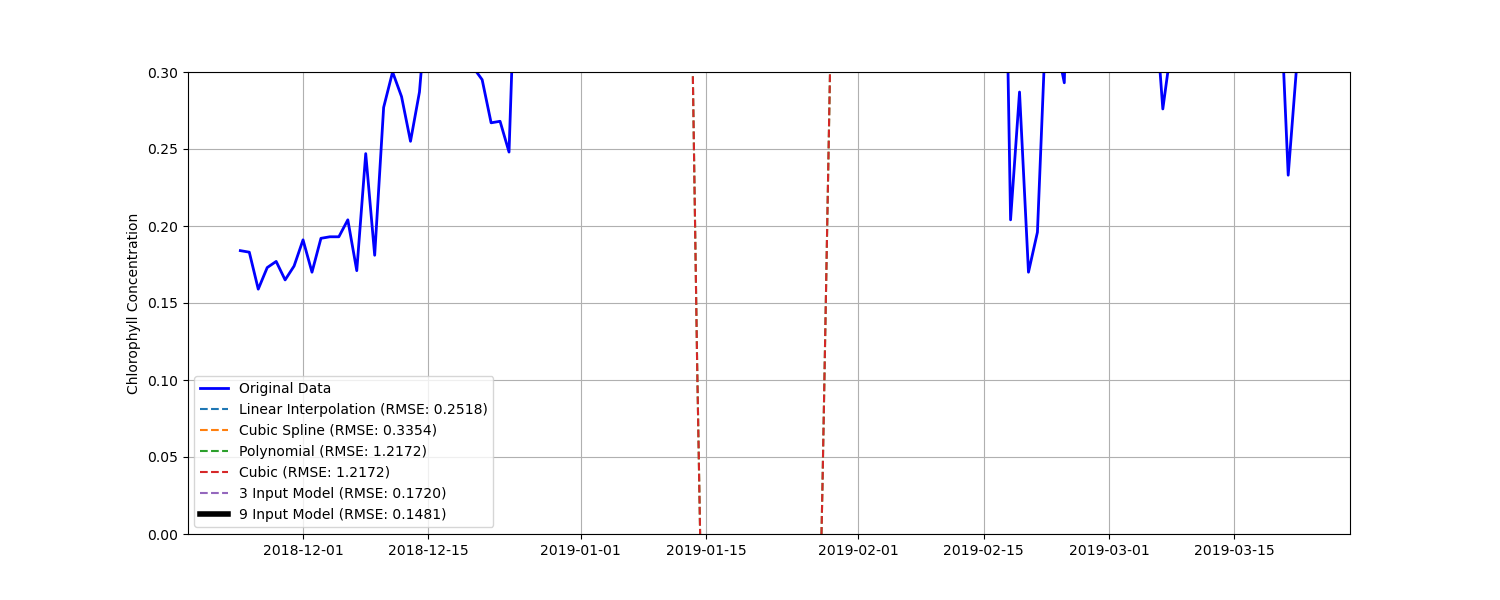 0.30
0.25
0.20
0.15
0.10
0.05
0.00
Chlorophyll Concentration
Original Data
Linear Interpolation (RMSE: 0.2518)
Cubic Spline (RMSE: 0.3354)
Polynomial (RMSE: 1.2172)
Cubic (RMSE: 1.2172)
3 Input Model (RMSE: 0.1720)
9 Input Model (RMSE: 0.1481)
2018-12-01 2018-12-15 2019-01-01 2019-01-15 2019-02-01 2019-02-15 2019-03-01 2019-03-15